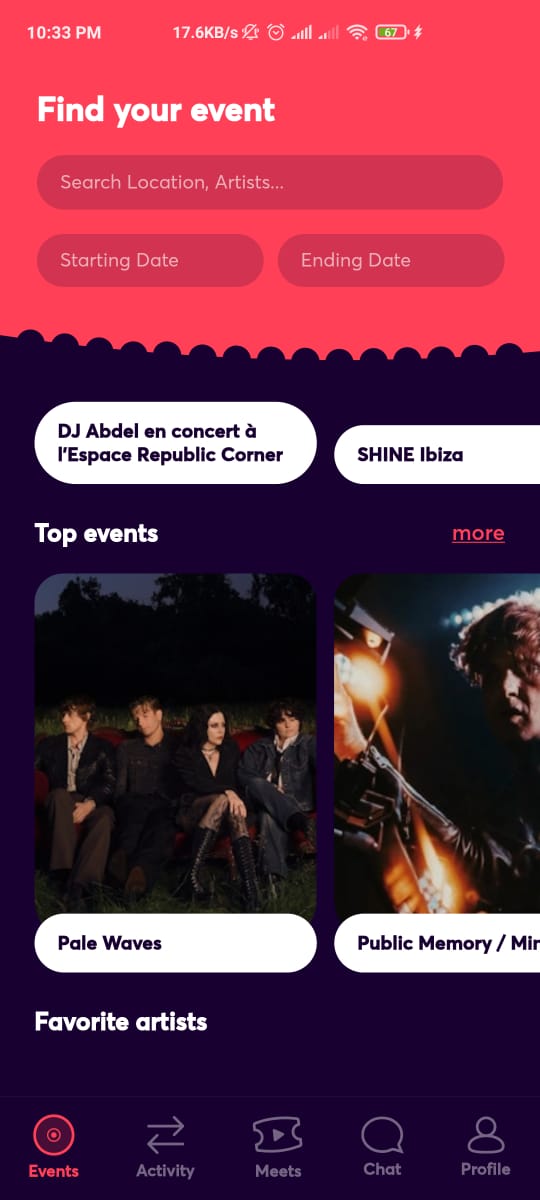 10:33 PM 17.6KB/s 67
Find your event
Search Location, Artists...
Starting Date Ending Date
DJ Abdel en concert à
l'Espace Republic Corner
SHINE Ibiza
Top events more
Pale Waves
Public Memory / Mir
Favorite artists
Events Activity Meets Chat Profile